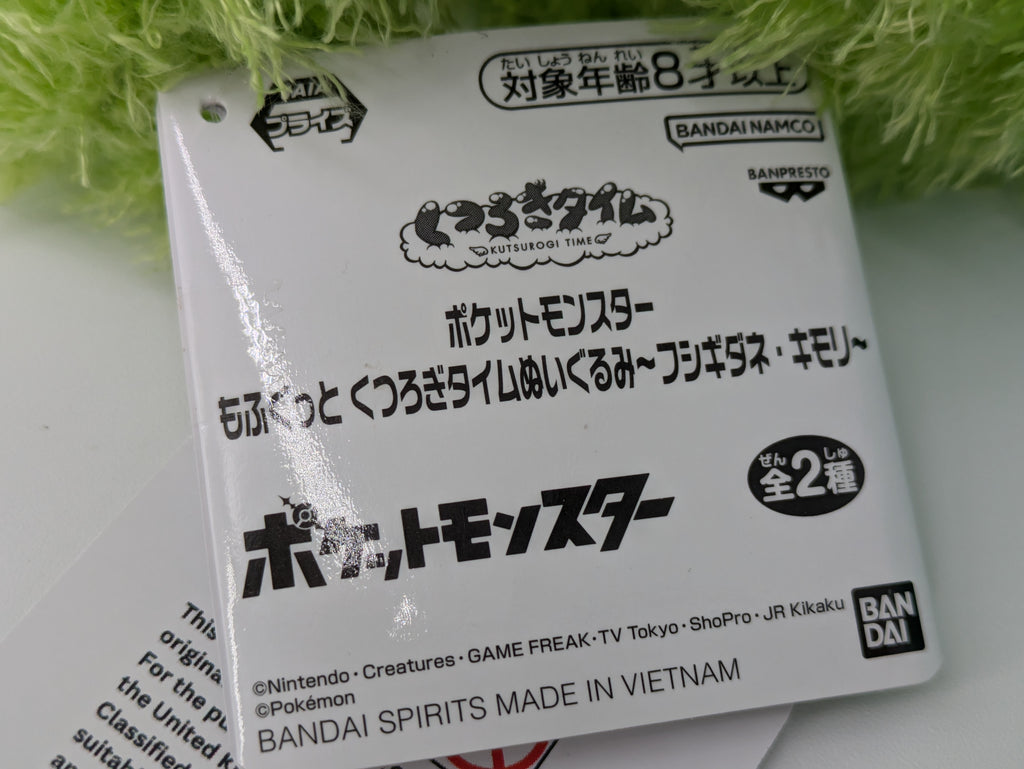 たいしょうねんれい
対象年齢8才以上
プライズ
BANDAI NAMCO
BANPRESTO
くつろぎタイム
KUTSUROGI TIME
ポケットモンスター
もふぐっと くつろぎタイムぬいぐるみ～フシギダネ・キモリ～
ぜん しゅ
全2種
ポケットモンスター
©Nintendo・Creatures・GAME FREAK・TV Tokyo・ShoPro・JR Kikaku
©Pokémon
BAN
DAI
BANDAI SPIRITS MADE IN VIETNAM
This
For the
the United
Classified